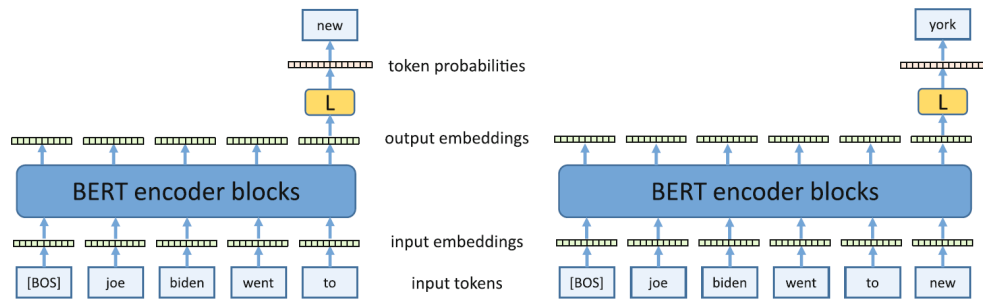 new
york
token probabilities
L
L
output embeddings
BERT encoder blocks
BERT encoder blocks
input embeddings
[BOS] joe biden went to
input tokens
[BOS] joe biden went to new